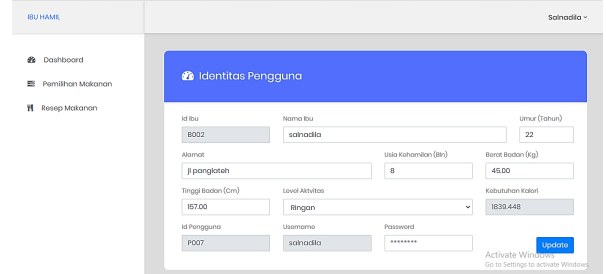 IBU HAMIL
Salnadila
Dashboard
Pemilihan Makanan
Resep Makanan
Identitas Pengguna
Id Ibu Nama Ibu Umur (Tahun)
B002 salnadila 22
Alamat Usia Kehamilan (Bln) Berat Badan (Kg)
jl panglateh 8 45.00
Tinggi Badan (Cm) Level Aktvitas Kebutuhan Kalori
157.00 Ringan 1839.448
Id Pengguna Username Password
P007 salnadila ******** Update
Activate Windows
Go to Settings to activate Windows.